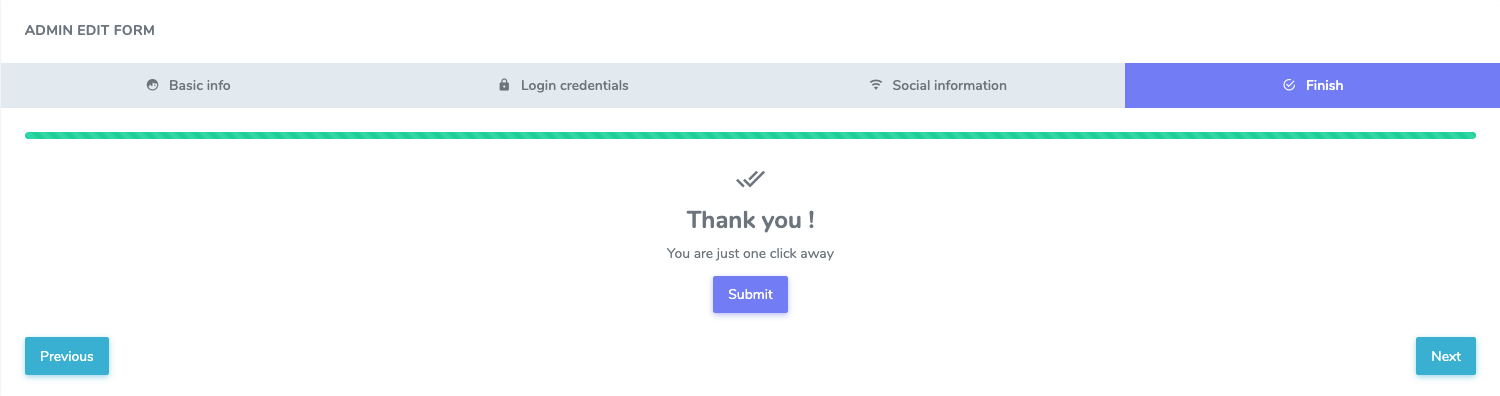 ADMIN EDIT FORM
Basic info
Login credentials
Social information
Finish
Thank you !
You are just one click away
Submit
Previous
Next